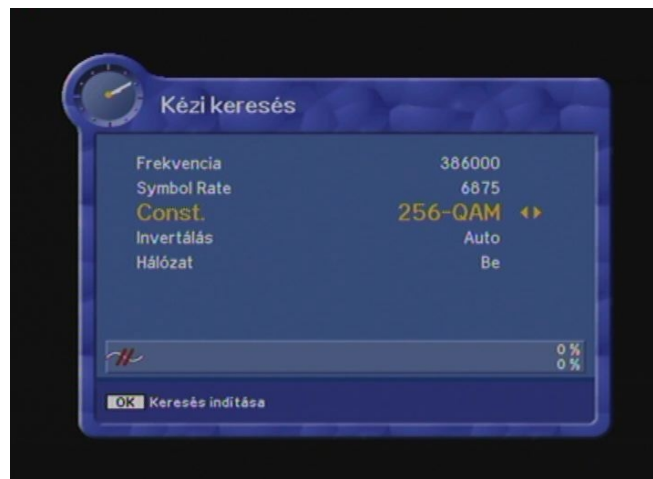 Kézi keresés
Frekvencia 386000
Symbol Rate 6875
Const. 256-QAM
Invertálás Auto
Hálózat Be
0 %
0 %
OK Keresés indítása